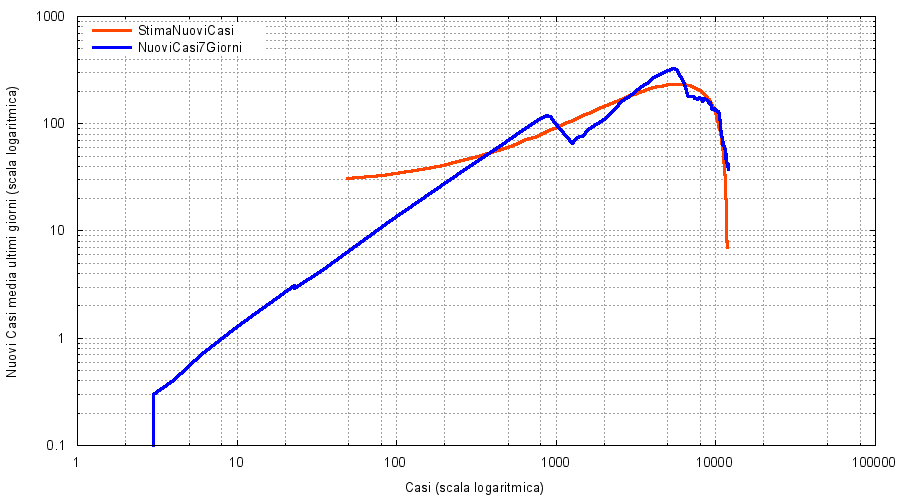 StimaNuoviCasi
NuoviCasi7Giorni
Nuovi Casi media ultimi giorni (scala logaritmica)
1000
100
10
1
0.1
1
10
100
1000
10000
100000
Casi (scala logaritmica)